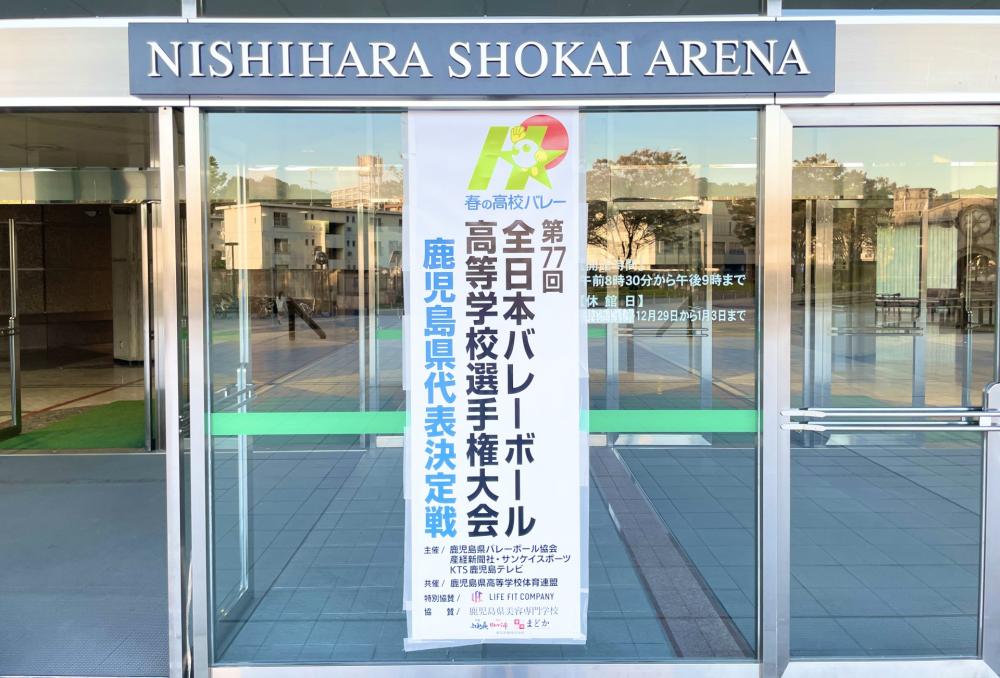 NISHIHARA SHOKAI ARENA
春の高校バレー
第77回
全日本バレーボール
高等学校選手権大会
鹿児島県代表決定戦
主催/ 鹿児島県バレーボール協会
産経新聞社・サンケイスポーツ
KTS鹿児島テレビ
共催/ 鹿児島県高等学校体育連盟
特別協賛/ LIFE FIT COMPANY
協 賛/ 鹿児島県美容専門学校
まどか
午前8時30分から午後9時まで
【休 館 日】
12月29日から1月3日まで